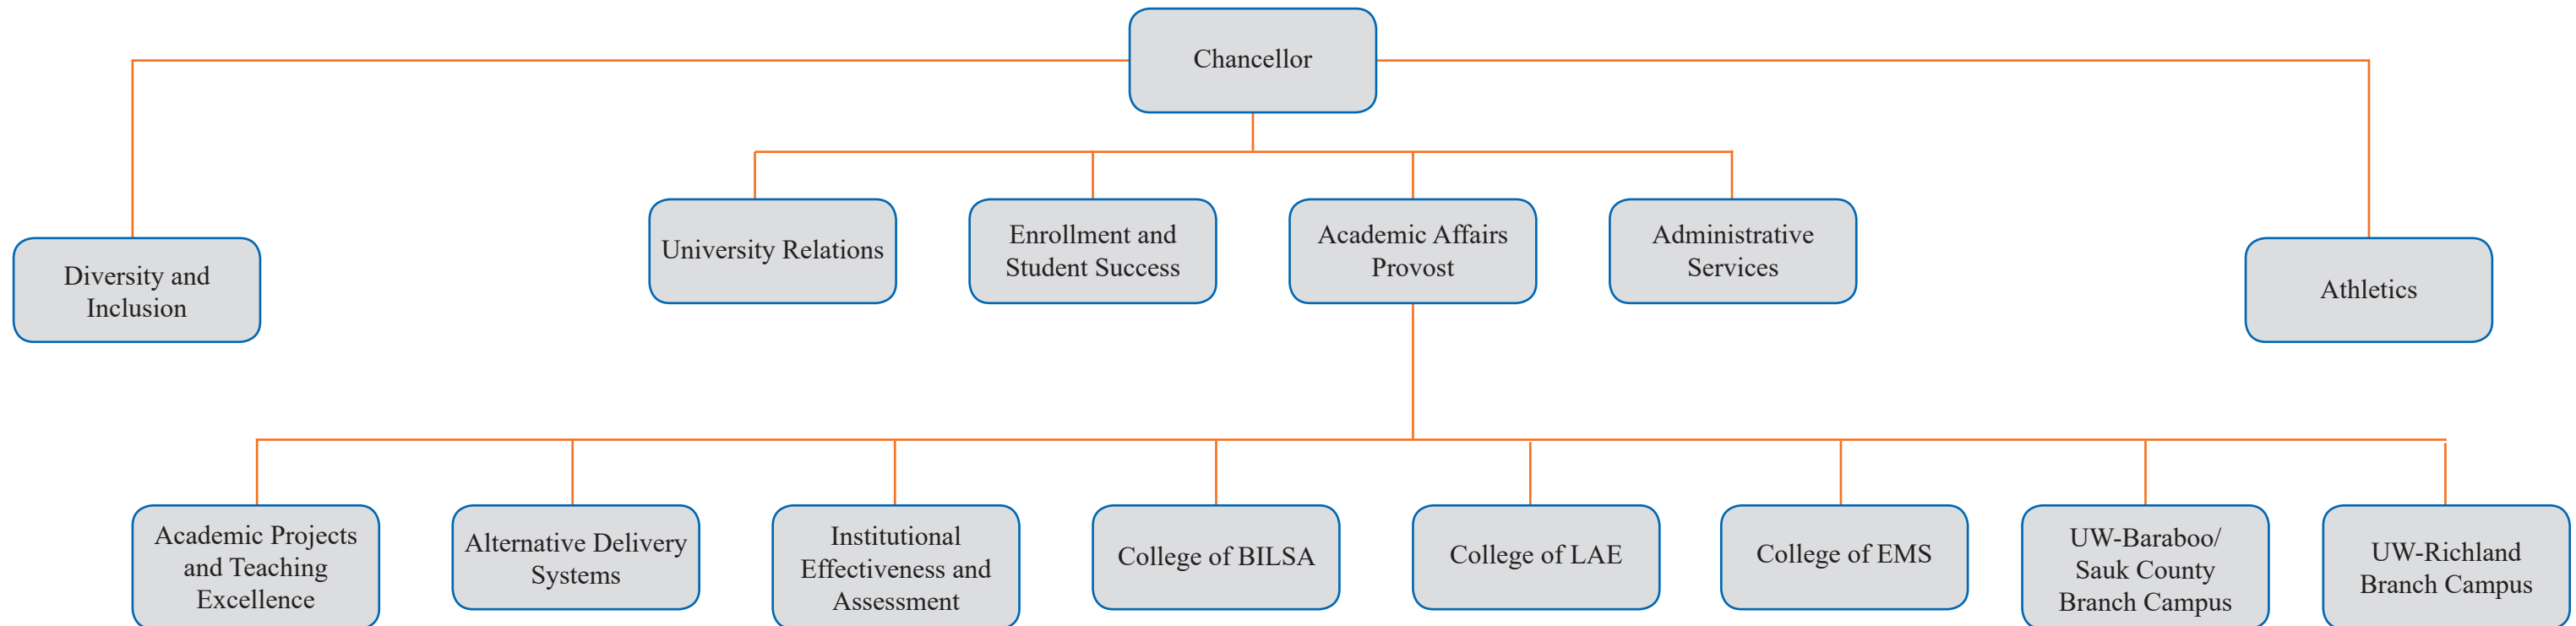 Chancellor
University Relations
Enrollment and
Student Success
Academic Affairs
Provost
Administrative
Services
Diversity and
Inclusion
Athletics
Academic Projects
and Teaching
Excellence
Alternative Delivery
Systems
Institutional
Effectiveness and
Assessment
College of BILSA
College of LAE
College of EMS
UW-Baraboo/
Sauk County
Branch Campus
UW-Richland
Branch Campus